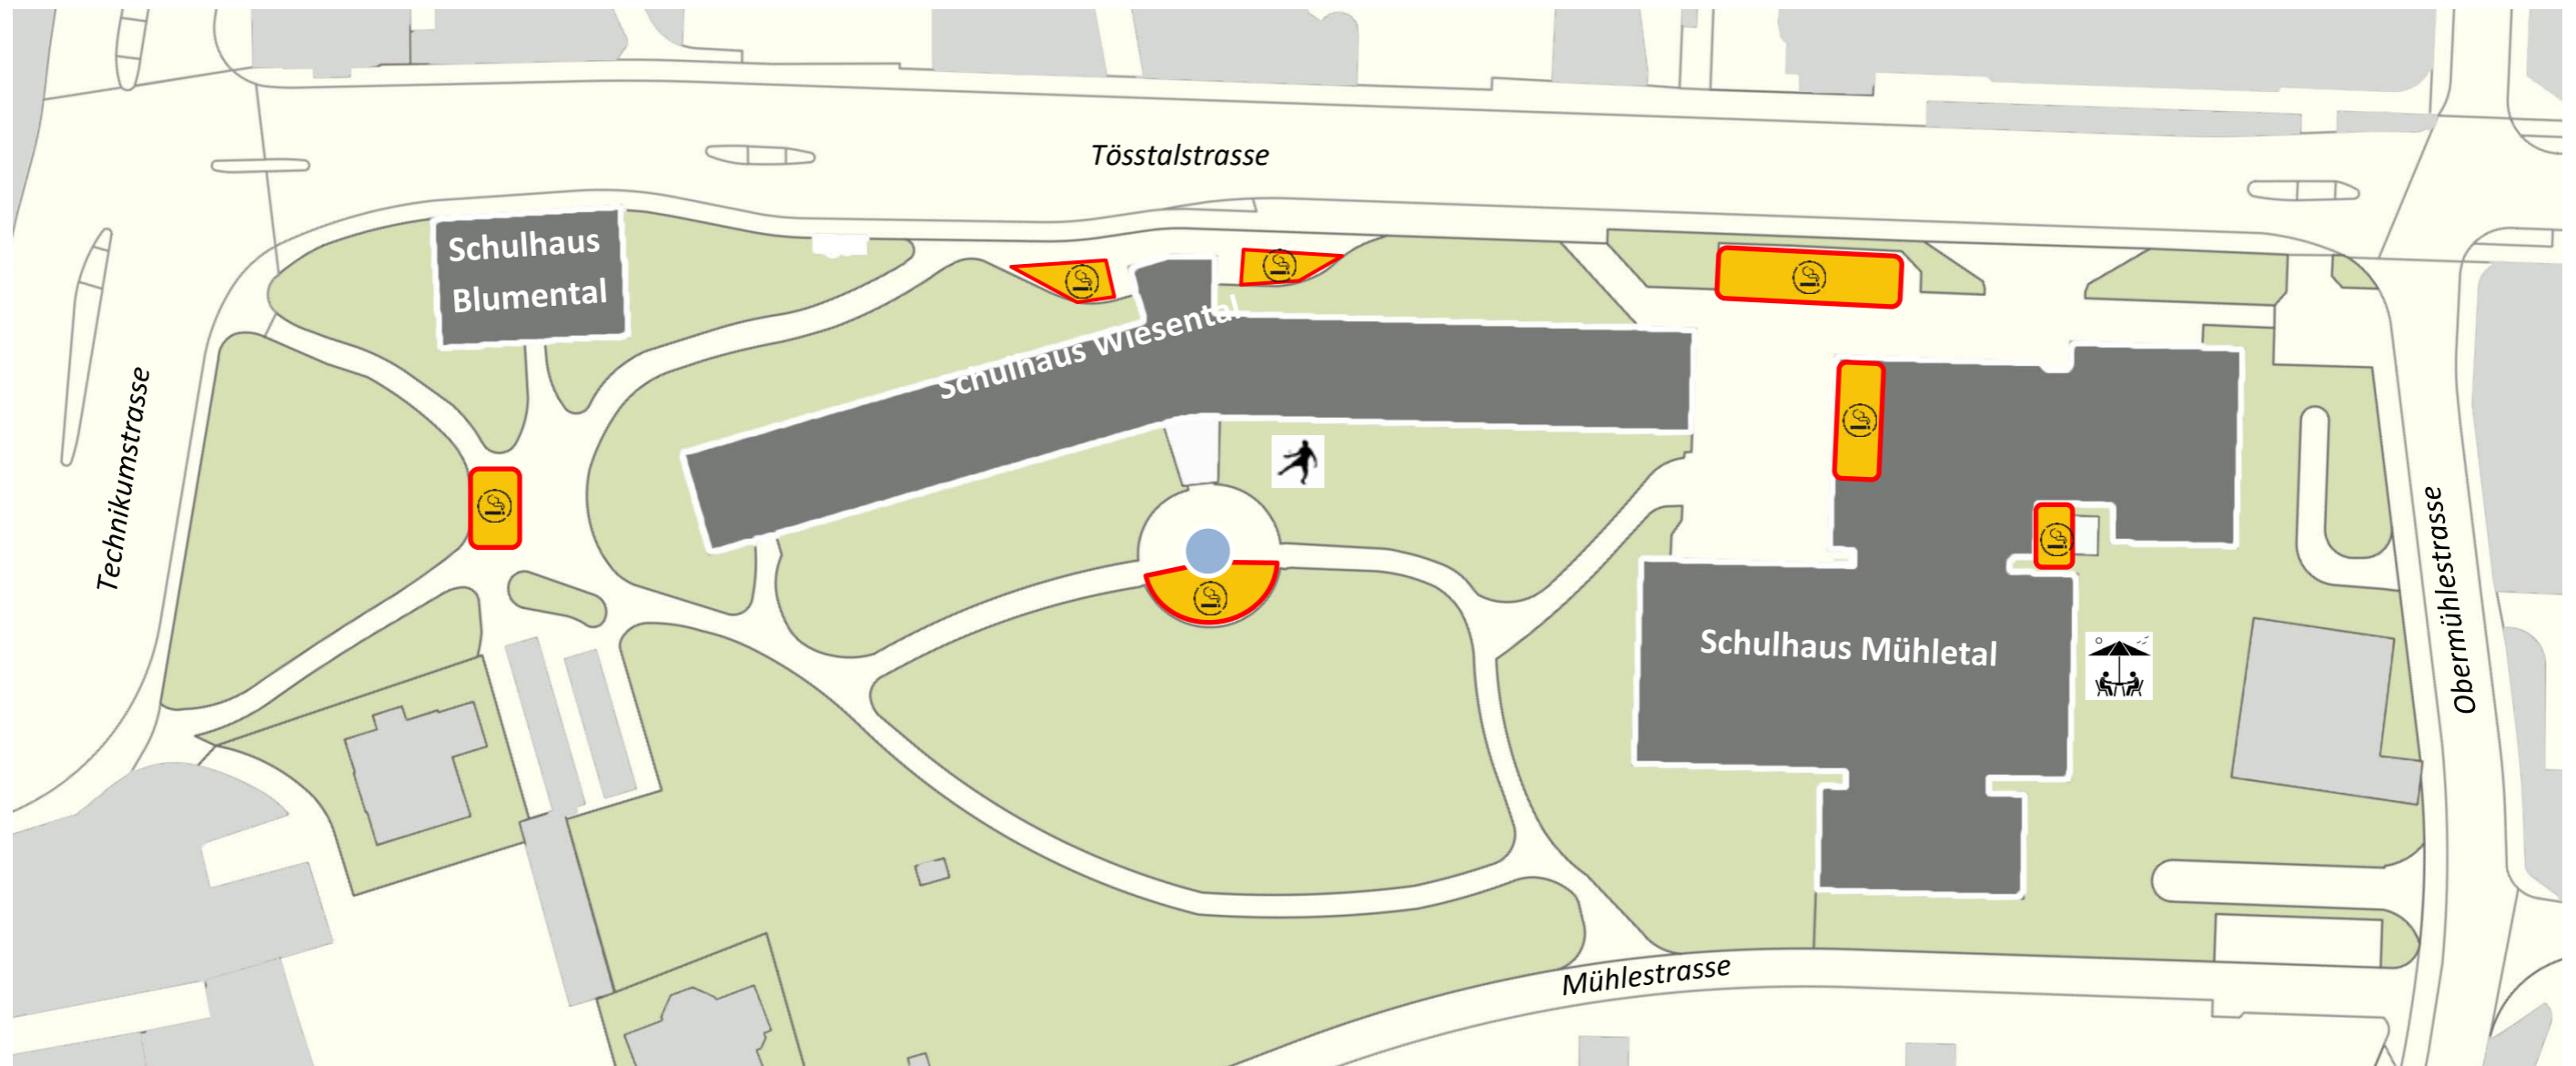 Tösstalstrasse
Schulhaus
Blumental
Schulhaus Wiesental
Technikumstrasse
Obermühlestrasse
Schulhaus Mühletal
Mühlestrasse